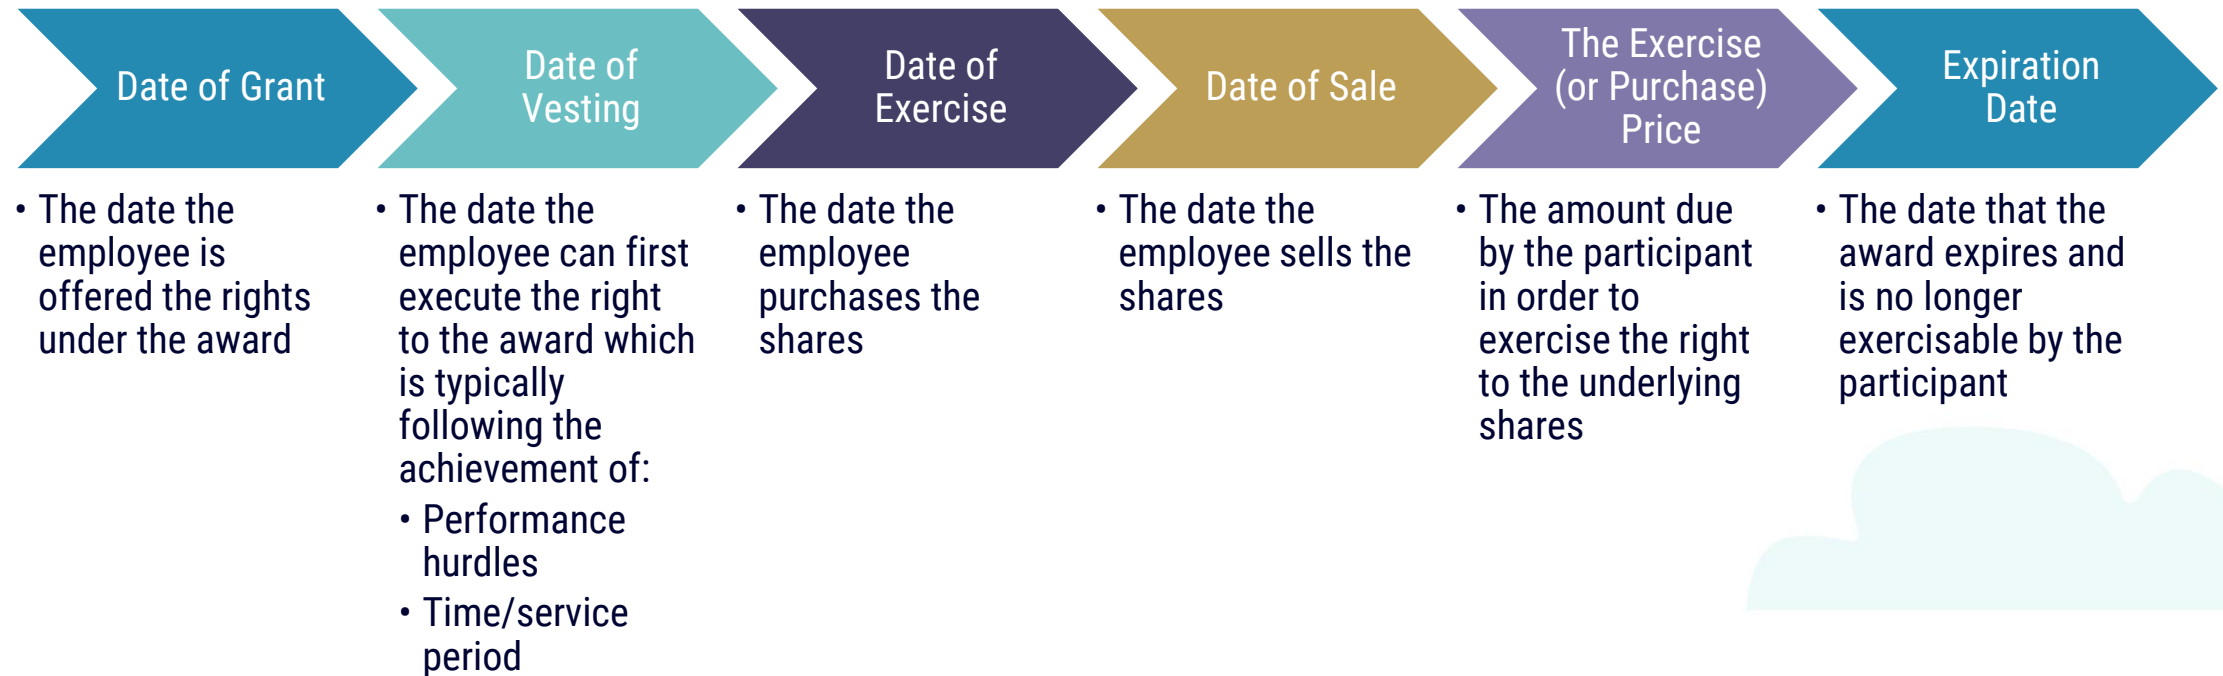 Date of Grant
• The date the
employee is
offered the rights
under the award
Date of
Vesting
• The date the
employee can first
execute the right
to the award which
is typically
following the
achievement of:
• Performance
hurdles
• Time/service
period
Date of
Exercise
• The date the
employee
purchases the
shares
Date of Sale
• The date the
employee sells the
shares
The Exercise
(or Purchase)
Price
• The amount due
by the participant
in order to
exercise the right
to the underlying
shares
Expiration
Date
• The date that the
award expires and
is no longer
exercisable by the
participant